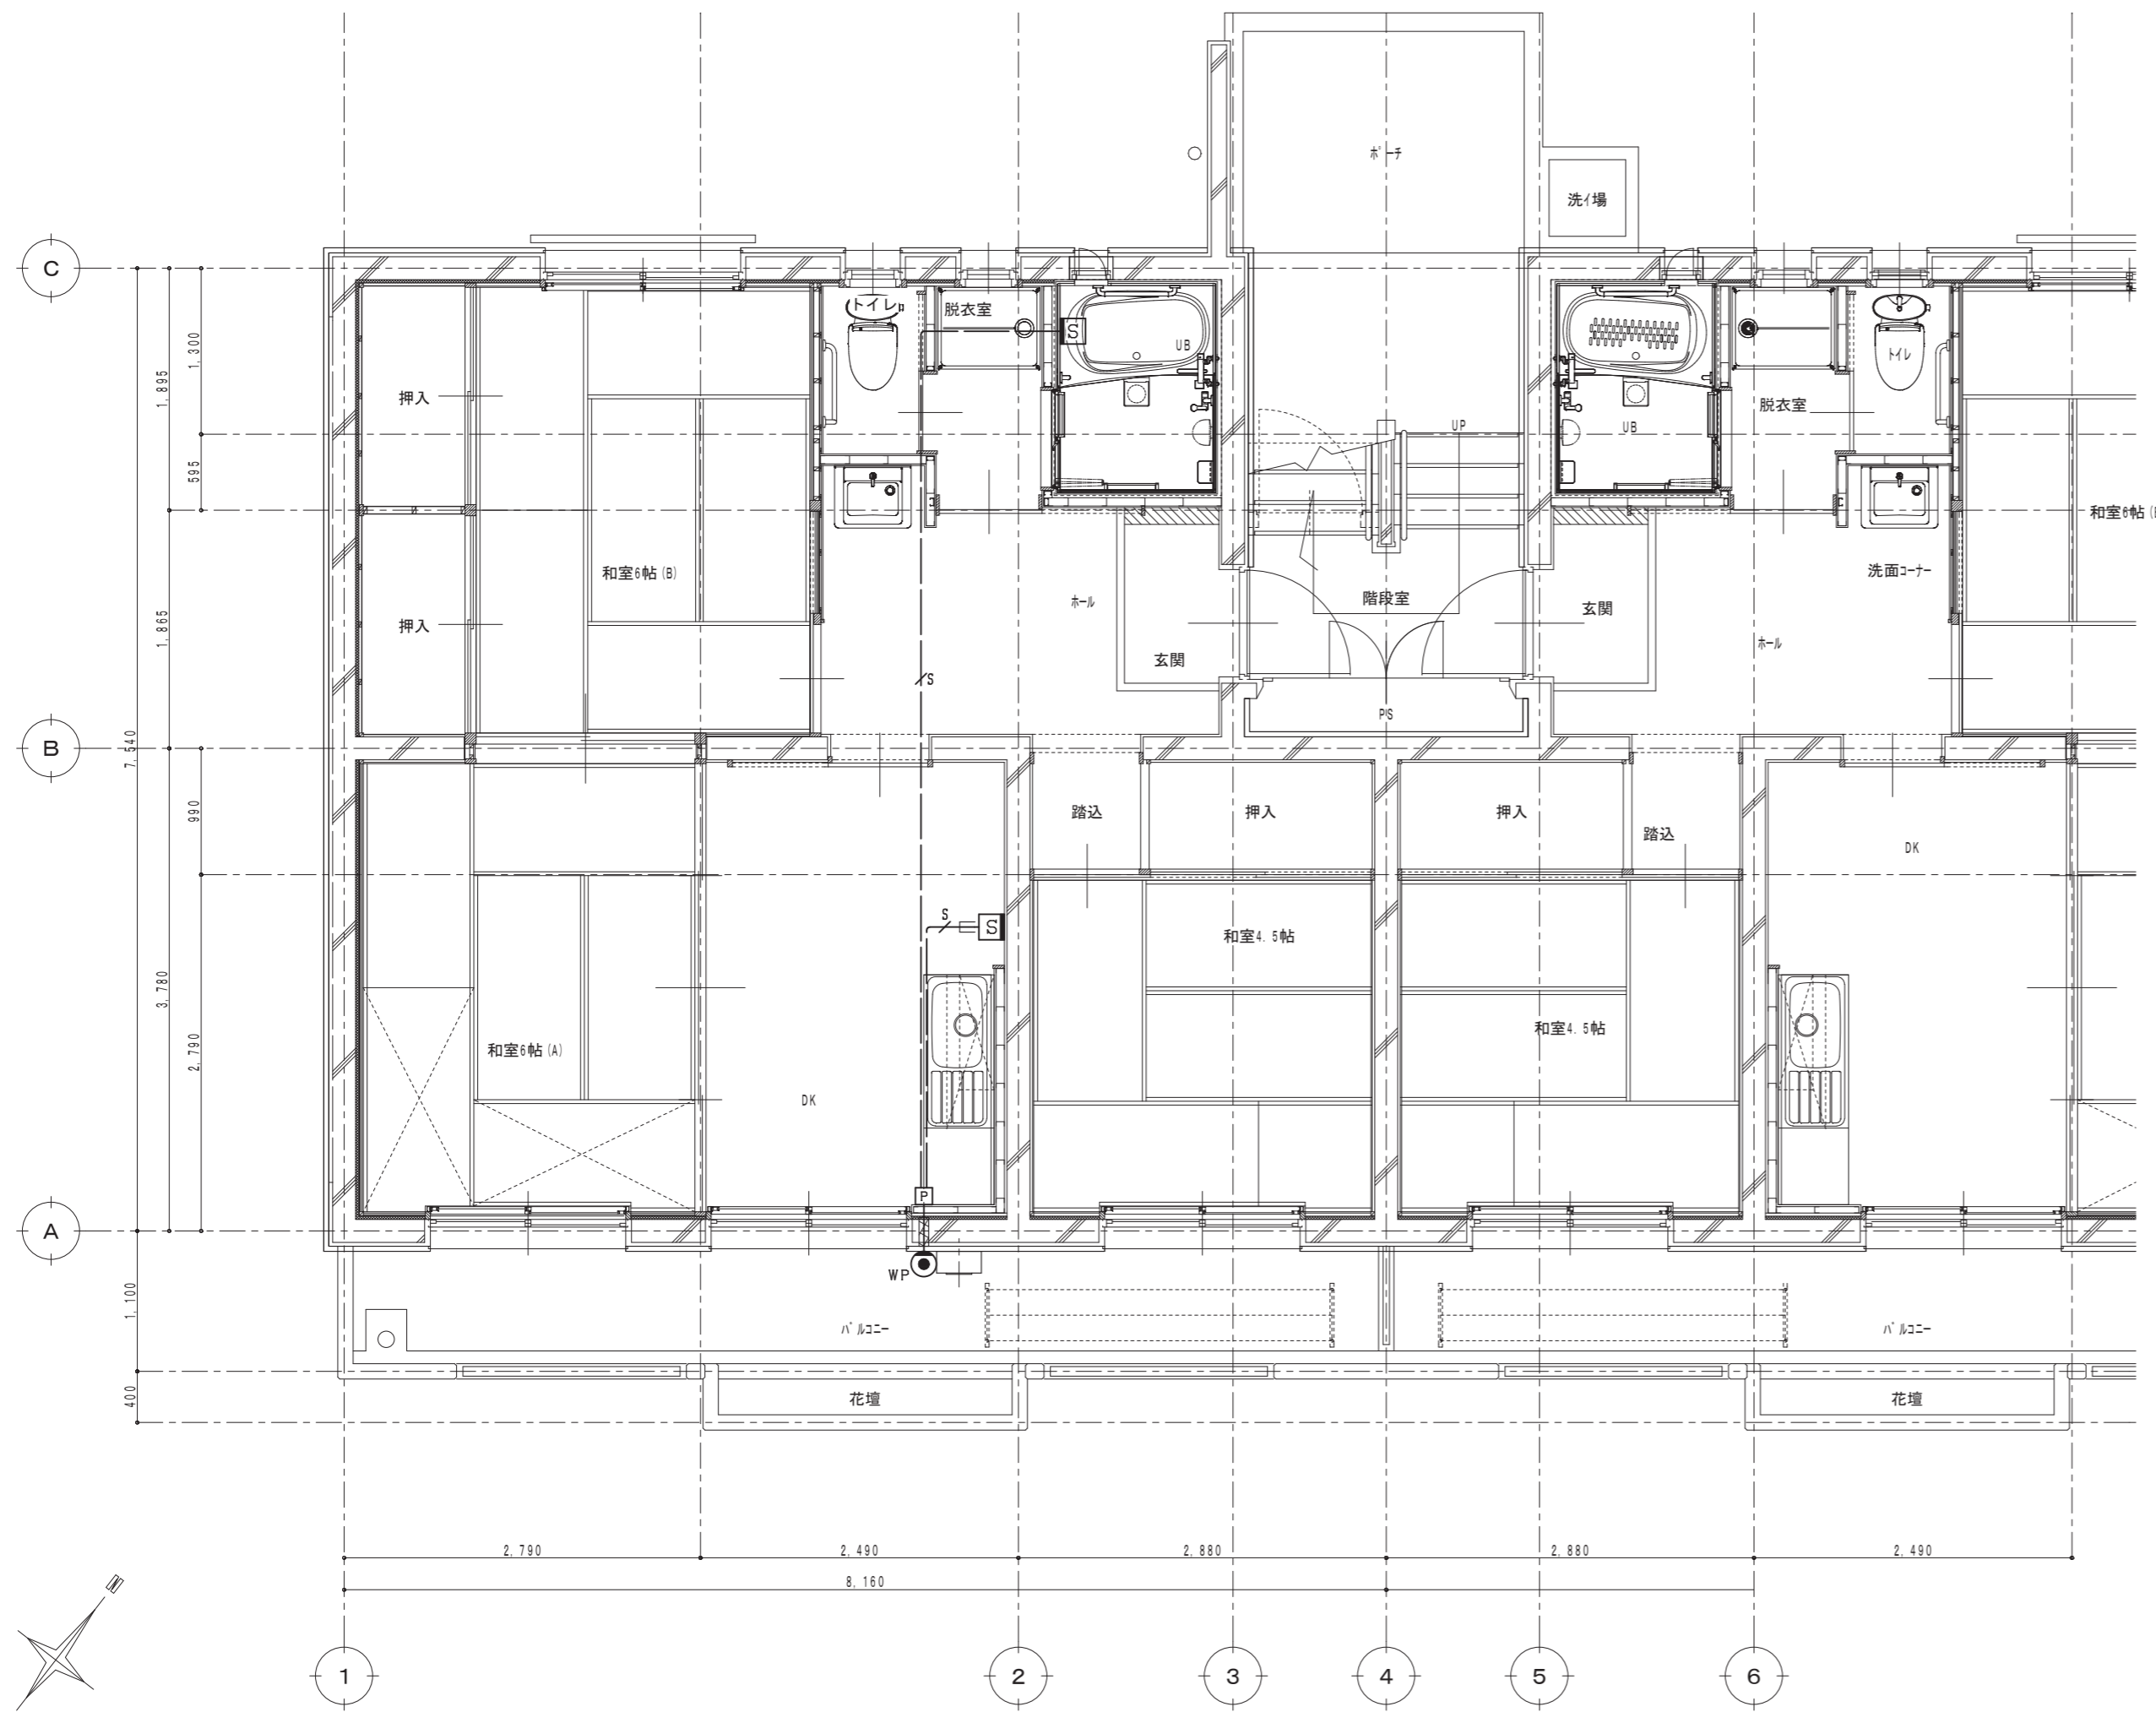 ポーチ
洗イ場
C
トイレ
脱衣室
S
UB
1,300
1,895
押入
脱衣室
トイレ
UP
UB
595
和室6帖(B)
和室6帖
洗面コーナー
ホール
階段室
玄関
1,865
押入
ホール
玄関
S
PS
B
7,540
990
踏込
押入
押入
踏込
DK
S
S
和室4.5帖
3,780
和室4.5帖
2,790
和室6帖(A)
DK
P
A
WP
1,100
バルコニー
バルコニー
400
花壇
花壇
2,790
2,490
2,880
2,880
2,490
8,160
N
1
2
3
4
5
6